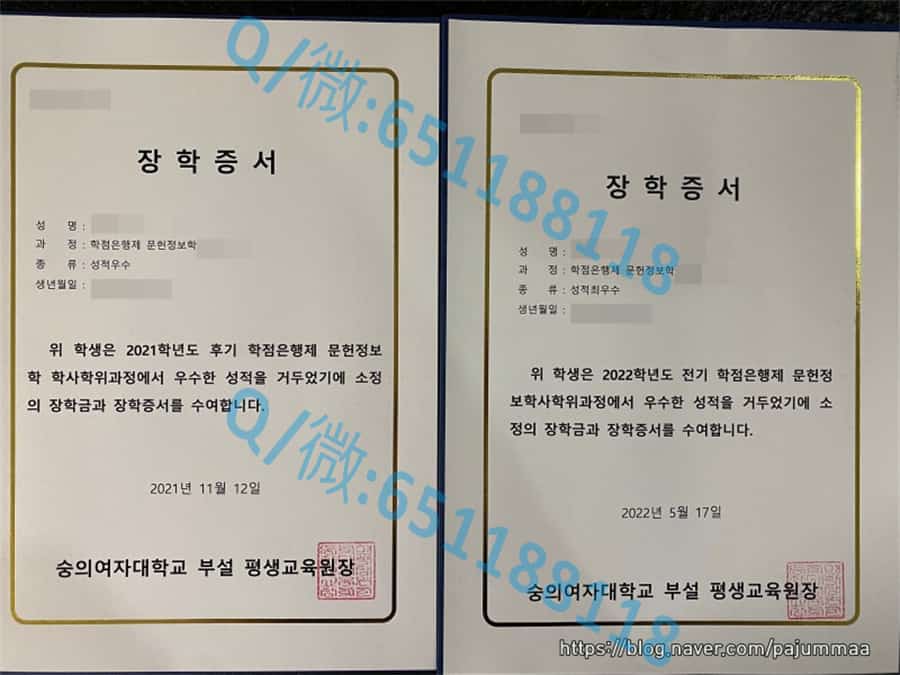 장 학 증 서
성 명 :
과 정 : 학점은행제 문헌정보학
종 류 : 성적우수
생년월일 :
위 학생은 2021학년도 후기 학점은행제 문헌정보
학 학사학위과정에서 우수한 성적을 거두었기에 소정
의 장학금과 장학증서를 수여합니다.
2021년 11월 12일
숭의여자대학교 부설 평생교육원장
장 학 증 서
성 명 :
과 정 : 학점은행제 문헌정보학
종 류 : 성적최우수
생년월일 :
위 학생은 2022학년도 전기 학점은행제 문헌정
보학사학위과정에서 우수한 성적을 거두었기에 소
정의 장학금과 장학증서를 수여합니다.
2022년 5월 17일
숭의여자대학교 부설 평생교육원장
Q/微:651188118
Q/微:651188118
https://blog.naver.com/pajummaa